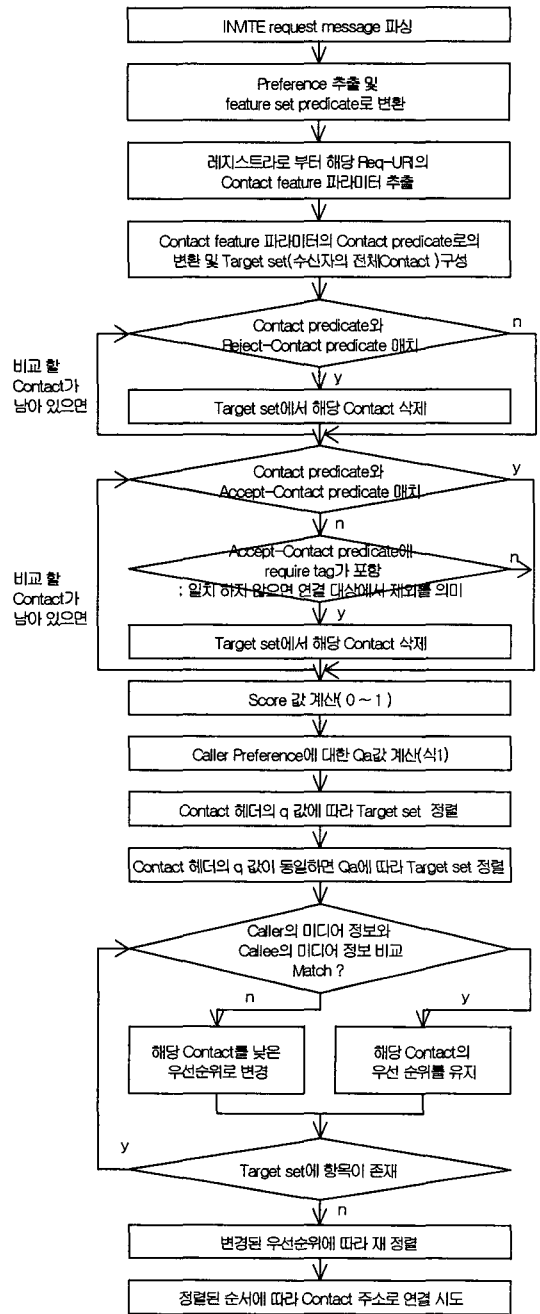 INVITE request message 파싱
Preference 추출 및
feature set predicate로 변환
레지스트라로 부터 해당 Req-URI의
Contact feature 파라미터 추출
Contact feature 파라미터의 Contact predicate로의
변환 및 Target set(수신자의 전체Contact )구성
Contact predicate와
Reject-Contact predicate 매치
n
y
비교 할
Contact가
남아 있으면
Target set에서 해당 Contact 삭제
Contact predicate와
Accept-Contact predicate 매치
y
n
Accept-Contact predicate에
require tag가 포함
: 일치 하지 않으면 연결 대상에서 제외를 의미
n
y
비교 할
Contact가
남아 있으면
Target set에서 해당 Contact 삭제
Score 값 계산( 0 ~ 1 )
Caller Preference에 대한 Qa값 계산(식1)
Contact 헤더의 q 값에 따라 Target set 정렬
Contact 헤더의 q 값이 동일하면 Qa에 따라 Target set 정렬
Caller의 미디어 정보와
Callee의 미디어 정보 비교
Match ?
n
y
해당 Contact를 낮은
우선순위로 변경
해당 Contact의
우선 순위를 유지
y
Target set에 항목이 존재
n
변경된 우선순위에 따라 재 정렬
정렬된 순서에 따라 Contact 주소로 연결 시도